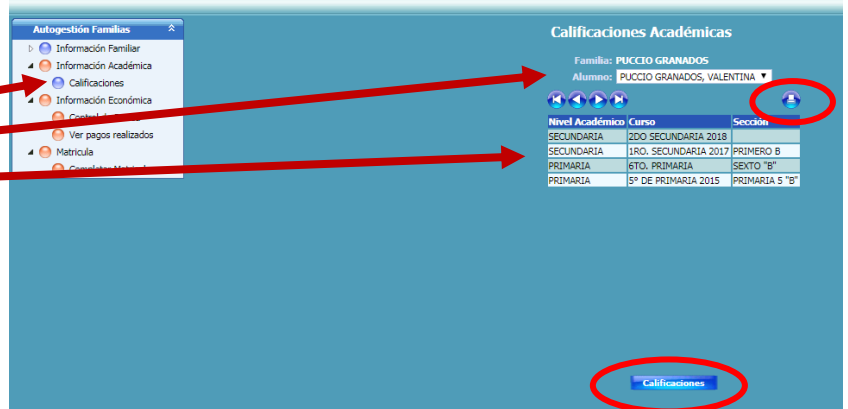 Autogestión Familias
Información Familiar
Información Académica
Calificaciones
Información Económica
Ver pagos realizados
Matricula
Calificaciones Académicas
Familia: PUCCIO GRANADOS
Alumno: PUCCIO GRANADOS, VALENTINA
Nivel Académico Curso Sección
SECUNDARIA 2DO SECUNDARIA 2018
SECUNDARIA 1RO. SECUNDARIA 2017 PRIMERO B
PRIMARIA 6TO. PRIMARIA SEXTO "B"
PRIMARIA 5º DE PRIMARIA 2015 PRIMARIA 5 "B"
Calificaciones